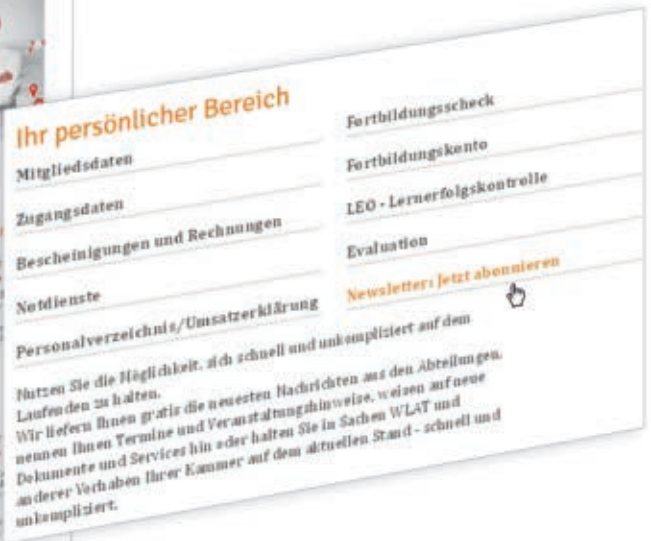 Ihr persönlicher Bereich
Mitgliedsdaten
Zugangsdaten
Bescheinigungen und Rechnungen
Notdienste
Personalverzeichnis/Umsatzerklärung
Fortbildungsscheck
Fortbildungskonto
LEO - Lernerfolgskontrolle
Evaluation
Newsletter: Jetzt abonnieren
Nutzen Sie die Möglichkeit, sich schnell und unkompliziert auf dem
Laufenden zu halten.
Wir liefern Ihnen gratis die neuesten Nachrichten aus den Abteilungen,
nennen Ihnen Termine und Veranstaltungshinweise, weisen auf neue
Dokumente und Services hin oder halten Sie in Sachen WLAT und
anderer Vorhaben Ihrer Kammer auf dem aktuellen Stand - schnell und
unkompliziert.